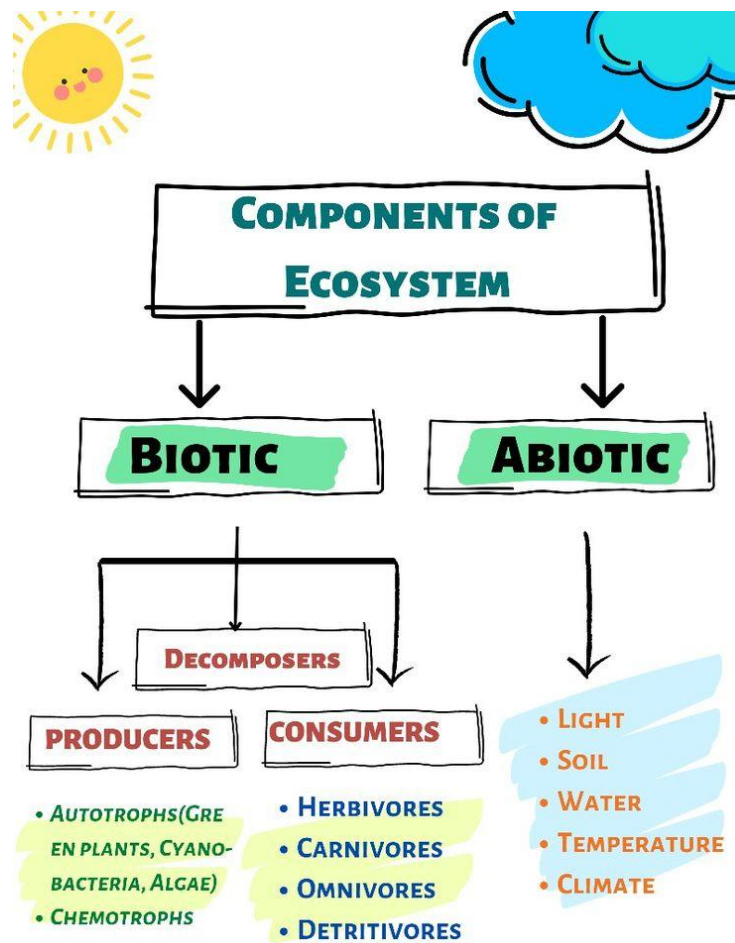 Components of
Ecosystem
Biotic
Abiotic
Decomposers
PRODUCERS
CONSUMERS
• Autotrophs(Gre
en plants, Cyano-
bacteria, Algae)
• Chemotrophs
• Herbivores
• Carnivores
• Omnivores
• Detritivores
• Light
• Soil
• Water
• Temperature
• Climate